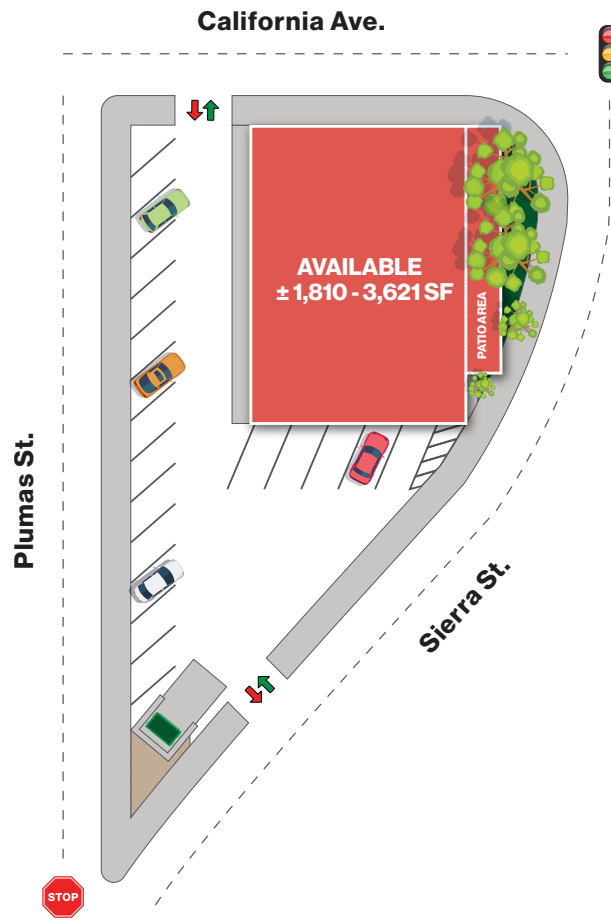 California Ave.
AVAILABLE
± 1,810 - 3,621 SF
PATIO AREA
Plumas St.
Sierra St.
STOP